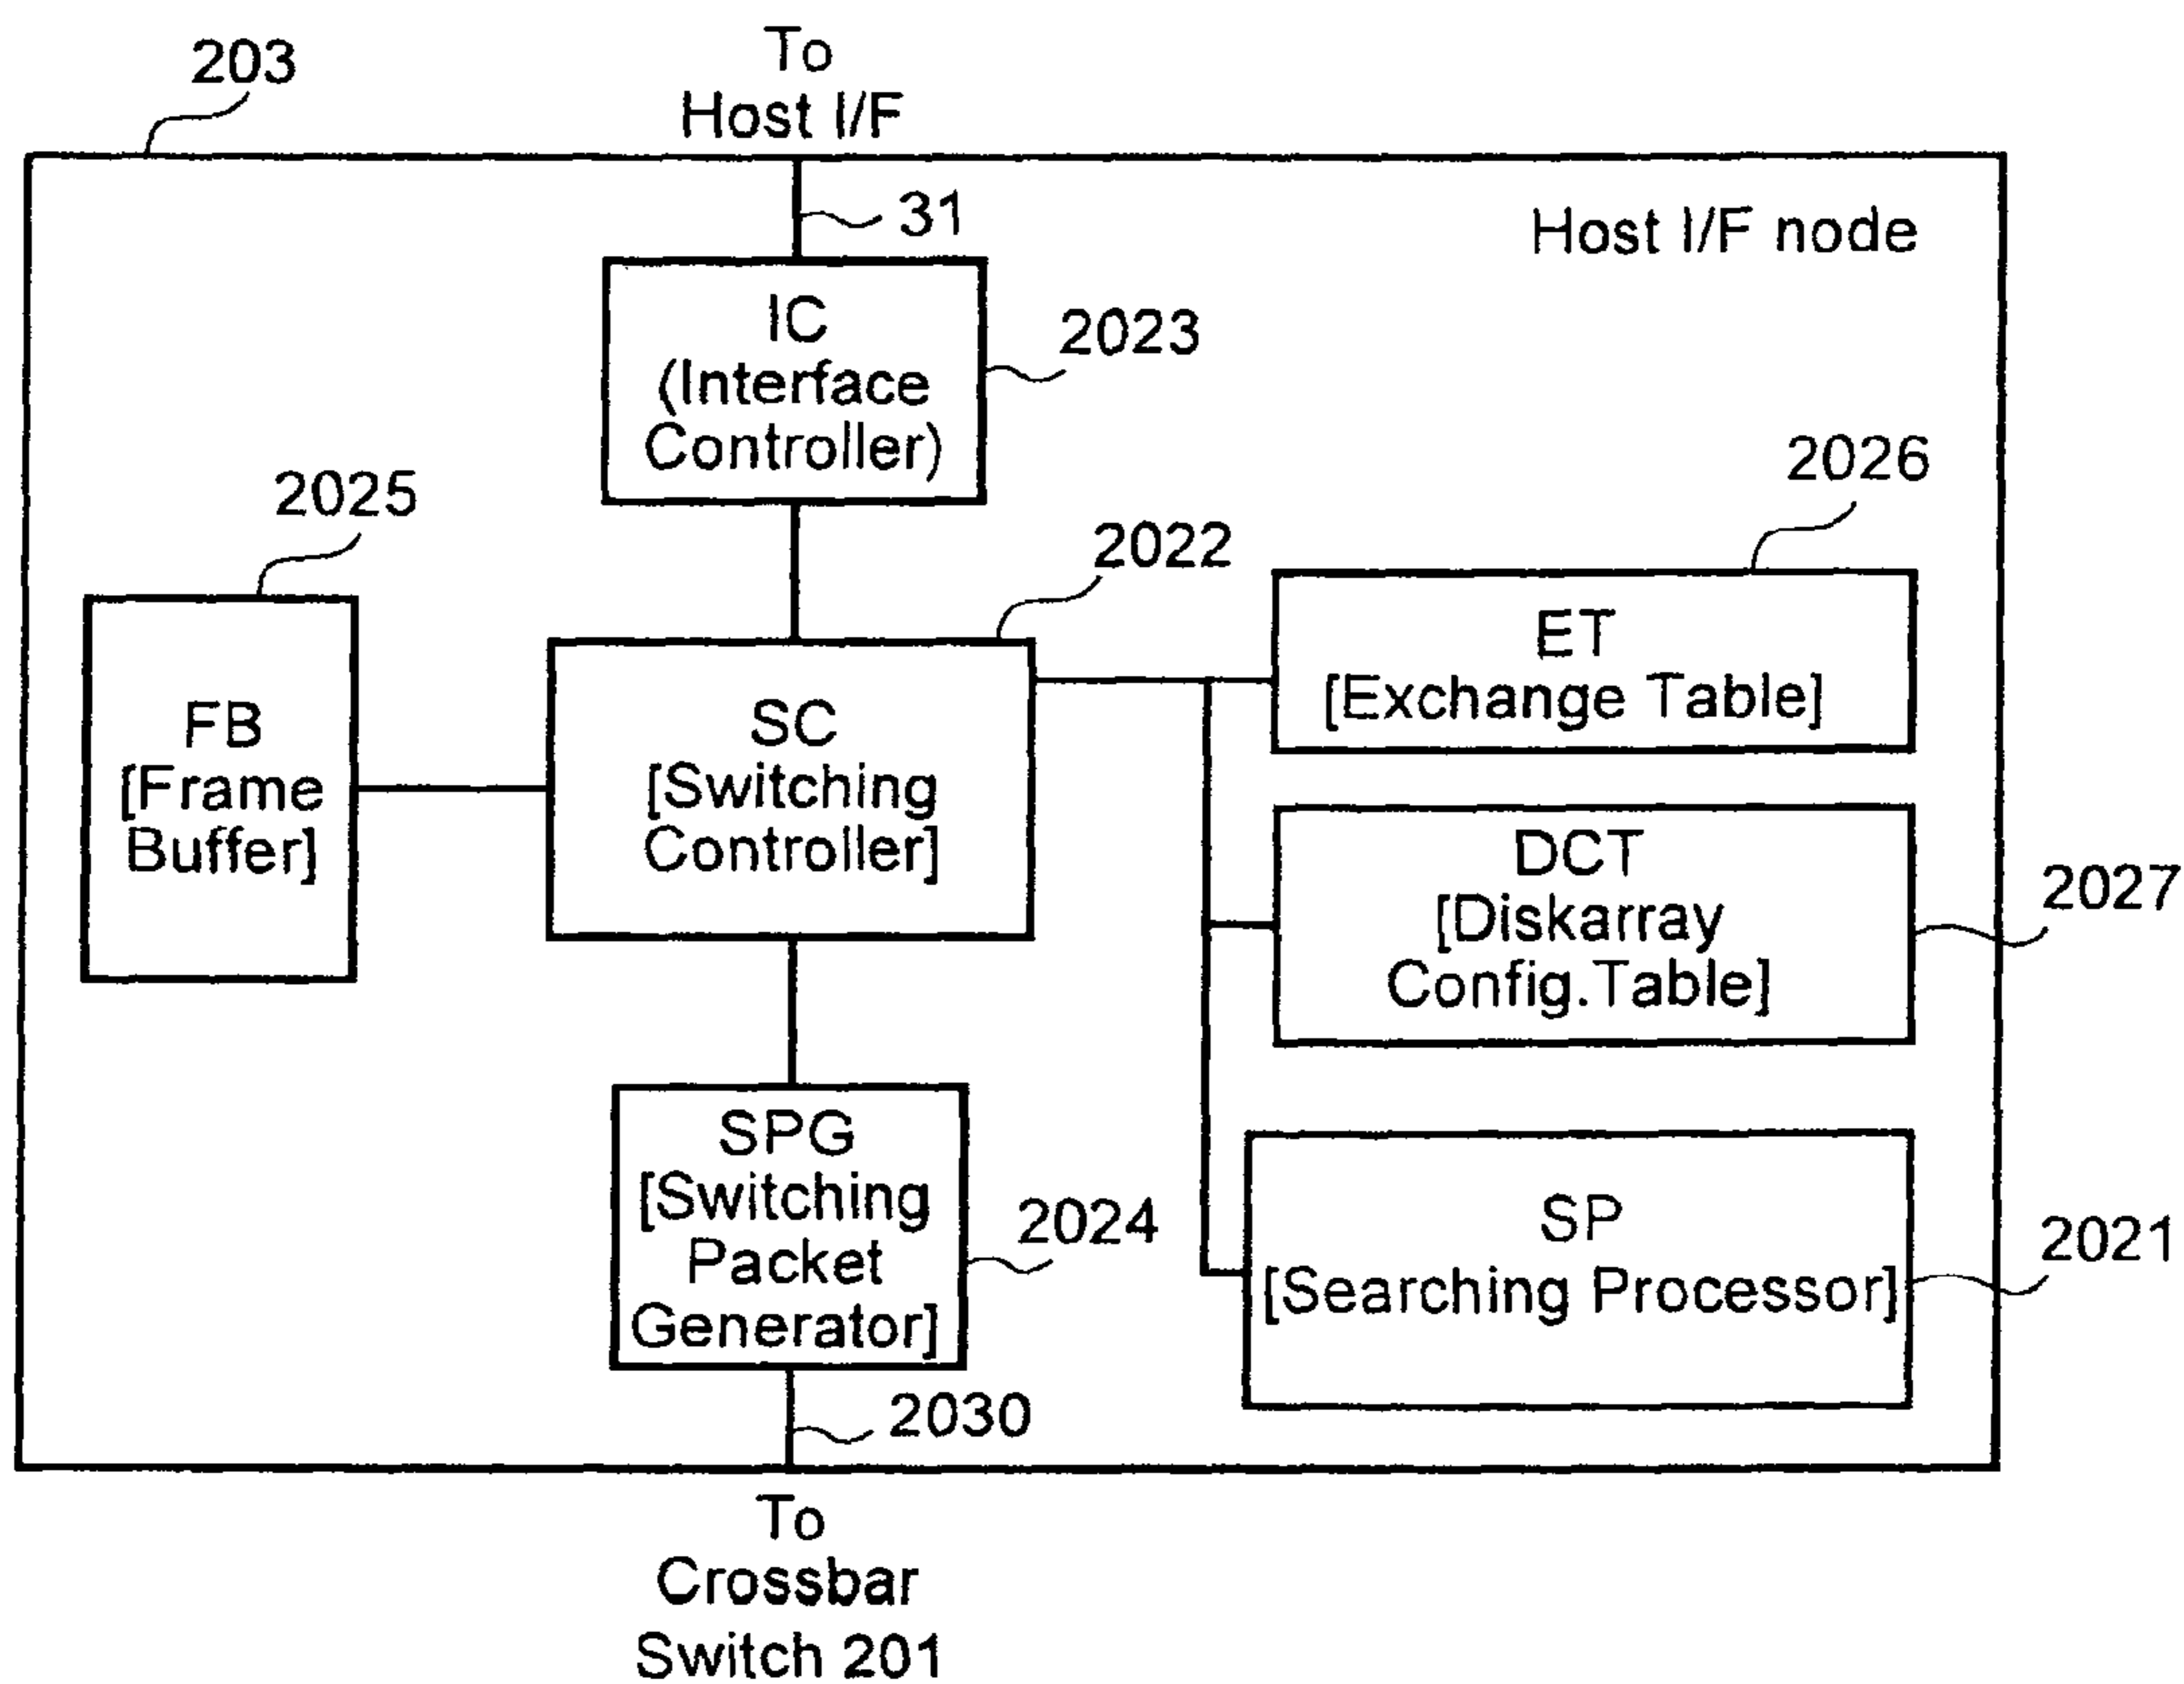 203
To
Host I/F
31
Host I/F node
IC
(Interface
Controller)
2023
2025
2022
2026
FB
[Frame
Buffer]
SC
[Switching
Controller]
ET
[Exchange Table]
DCT
[Diskarray
Config.Table]
2027
SPG
[Switching
Packet
Generator]
2024
SP
[Searching Processor]
2021
2030
To
Crossbar
Switch 201